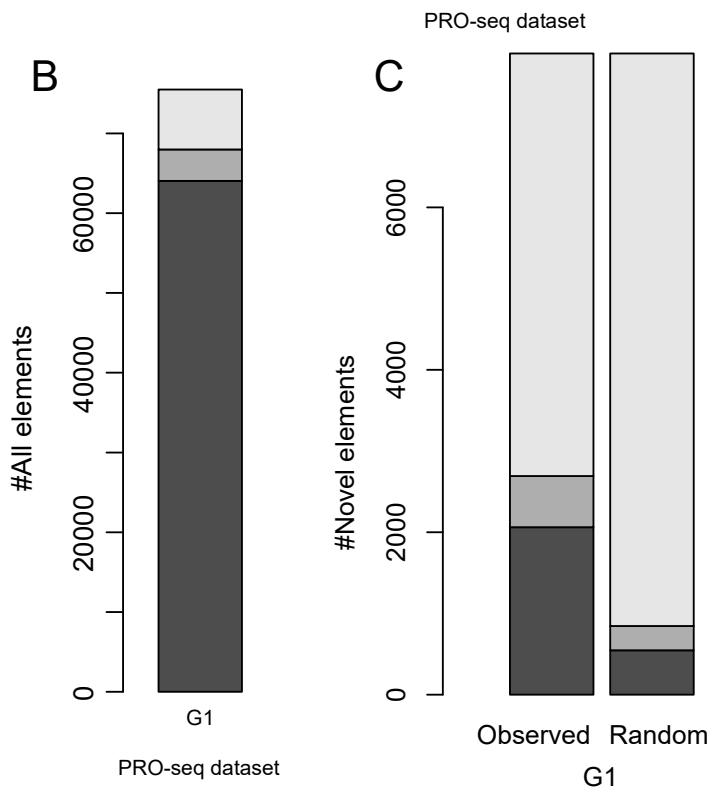 PRO-seq dataset
B
#All elements
0
20000
40000
60000
G1
PRO-seq dataset
C
#Novel elements
0
2000
4000
6000
Observed Random
G1